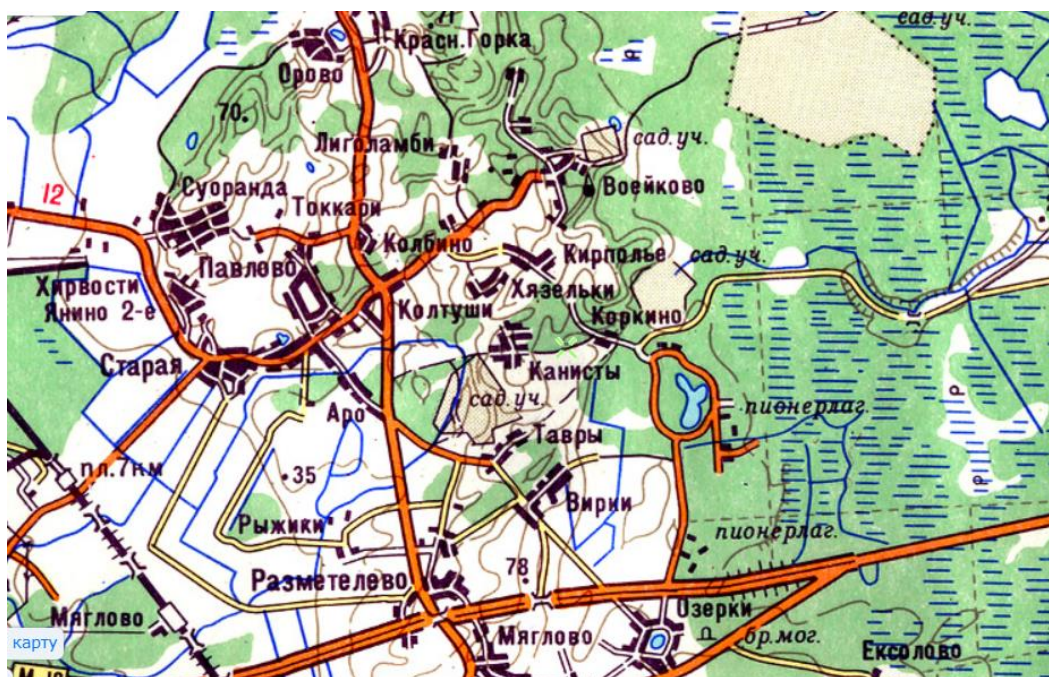 сад. уч.
Красн. Горка
Орово
70
р
Лиголамби
сад. уч.
12
Суоранда
Воейково
Токкари
Колбино
Кирполье
сад. уч.
Павлово
Хирвости
Хязельки
Янино 2-е
Колтуши
Коркино
Старая
Канисты
сад. уч.
Аро
пионерлаг.
Тавры
р
пл. 7 км
35
Вирки
р
Рыжики
пионерлаг.
Разметелево
78
Озерки
Мяглово
карту
Мяглово
бр. мог.
Ексолово